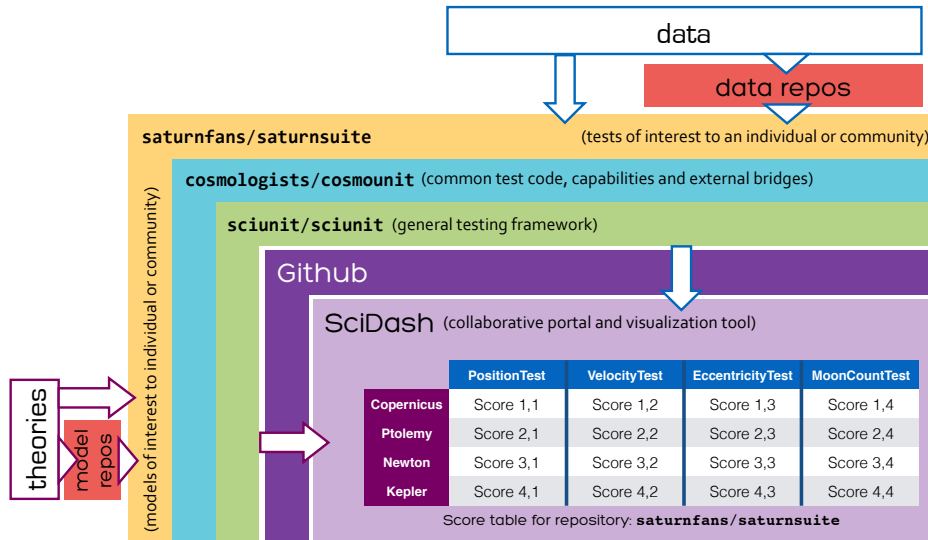 data
data repos
saturnfans/saturnsuite (tests of interest to an individual or community)
cosmologists/cosmounit (common test code, capabilities and external bridges)
sciunit/sciunit (general testing framework)
Github
SciDash (collaborative portal and visualization tool)
(models of interest to individual or community)
theories
model
repos
PositionTest VelocityTest EccentricityTest MoonCountTest
Copernicus Score 1,1 Score 1,2 Score 1,3 Score 1,4
Ptolemy Score 2,1 Score 2,2 Score 2,3 Score 2,4
Newton Score 3,1 Score 3,2 Score 3,3 Score 3,4
Kepler Score 4,1 Score 4,2 Score 4,3 Score 4,4
Score table for repository: saturnfans/saturnsuite